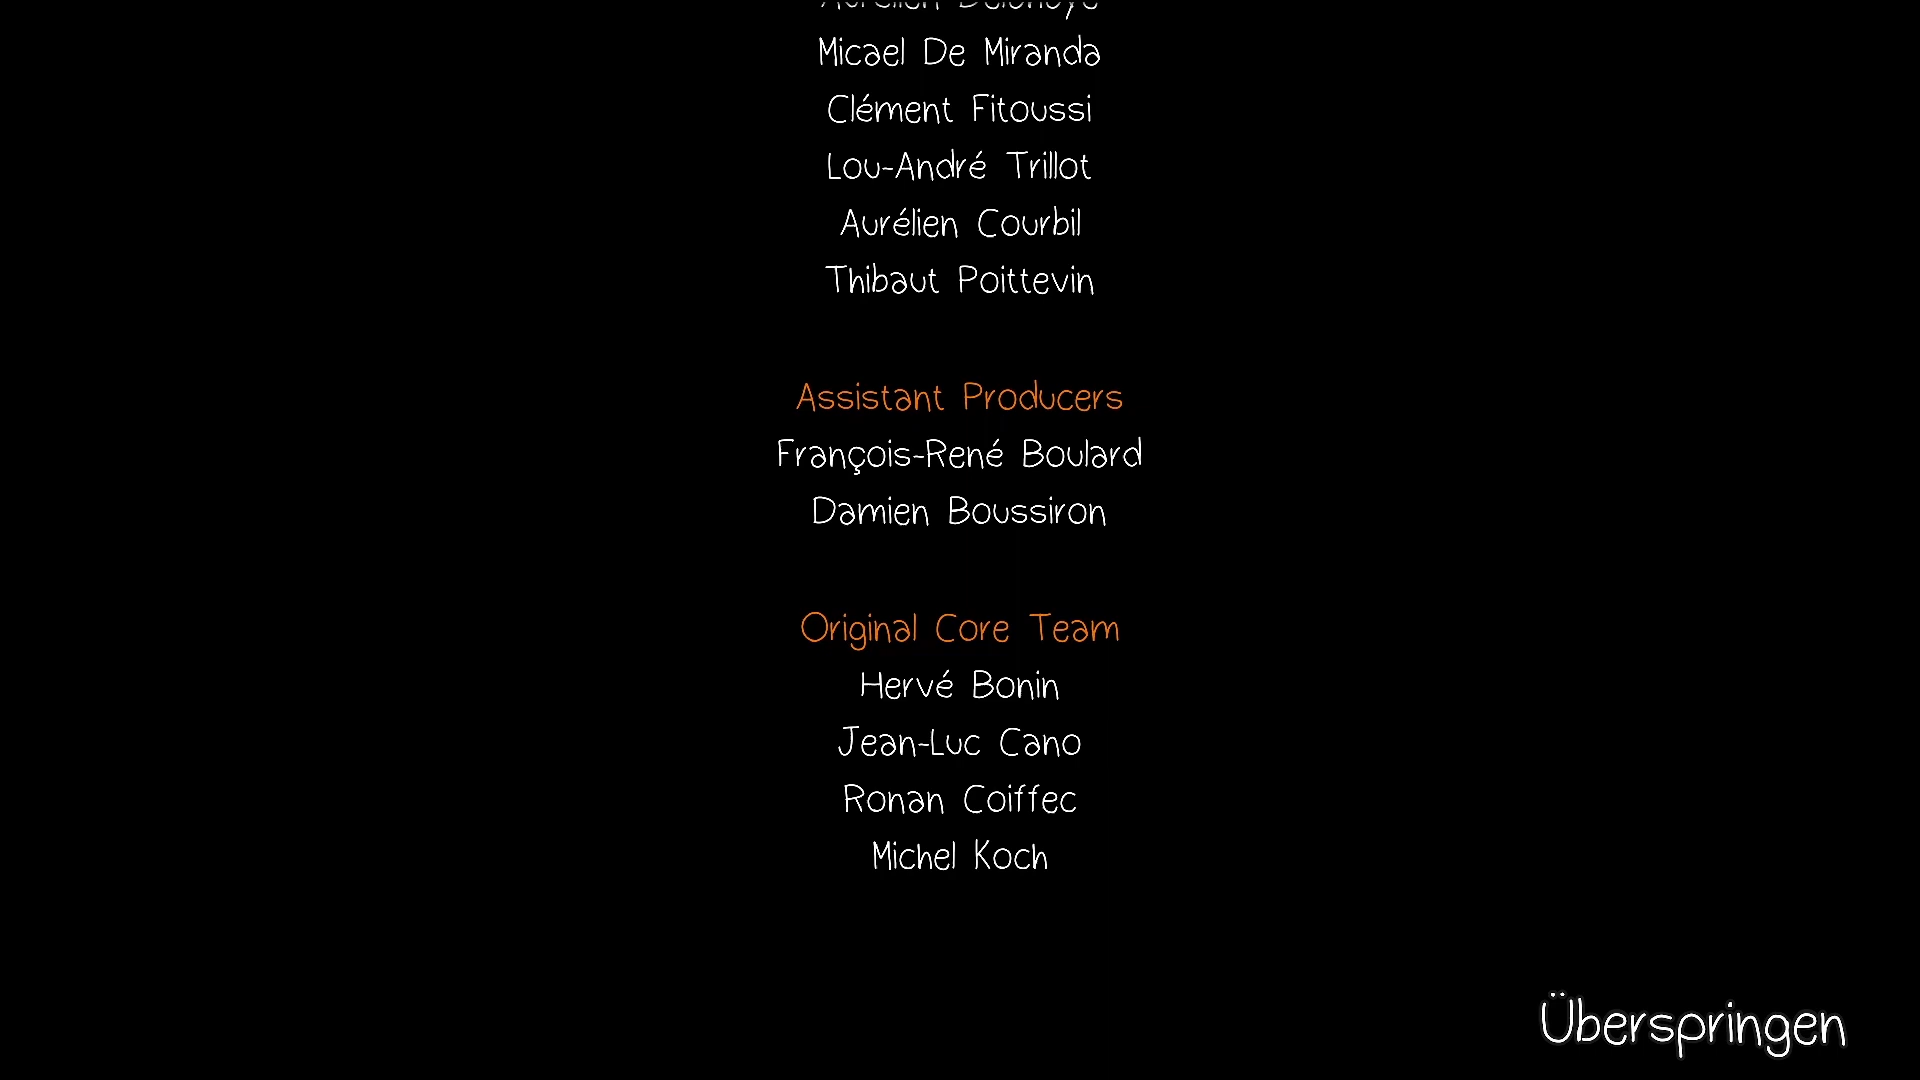 Micael De Miranda
Clément Fitoussi
Lou-André Trillot
Aurélien Courbil
Thibaut Poittevin
Assistant Producers
François-René Boulard
Damien Boussiron
Original Core Team
Hervé Bonin
Jean-Luc Cano
Ronan Coiffec
Michel Koch
Überspringen